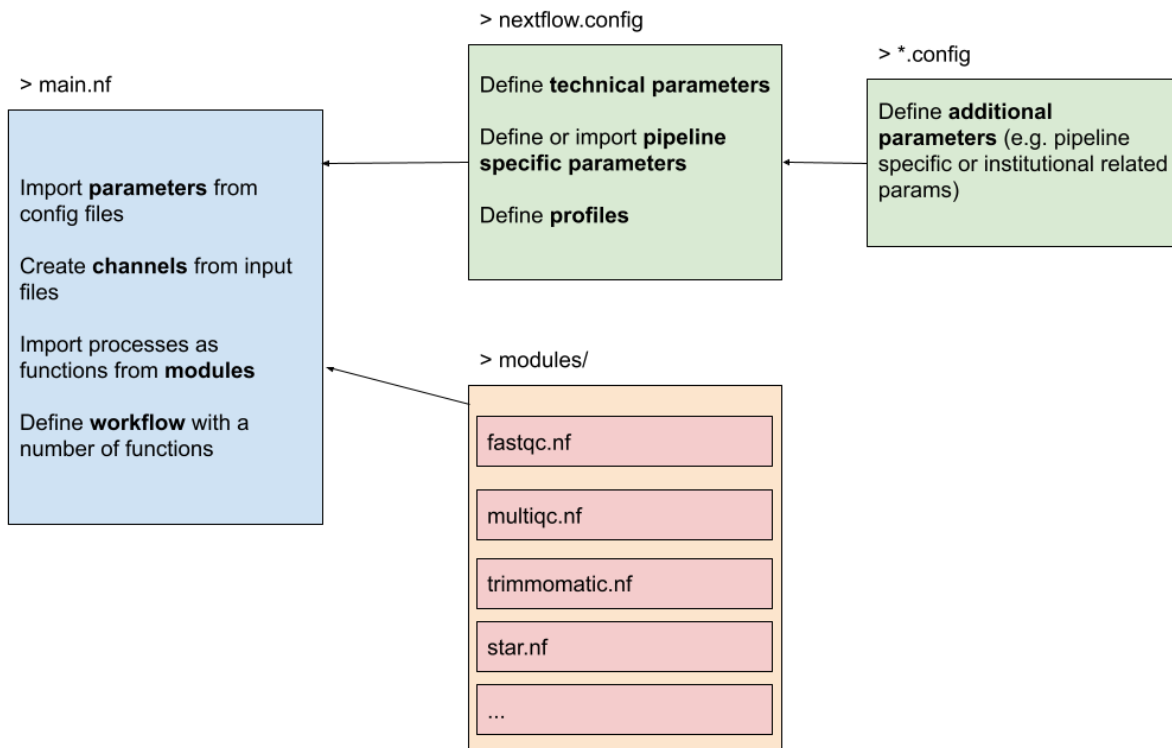 > main.nf
Import parameters from
config files
Create channels from input
files
Import processes as
functions from modules
Define workflow with a
number of functions
> nextflow.config
Define technical parameters
Define or import pipeline
specific parameters
Define profiles
> *.config
Define additional
parameters (e.g. pipeline
specific or institutional related
params)
> modules/
fastqc.nf
multiqc.nf
trimmomatic.nf
star.nf
...